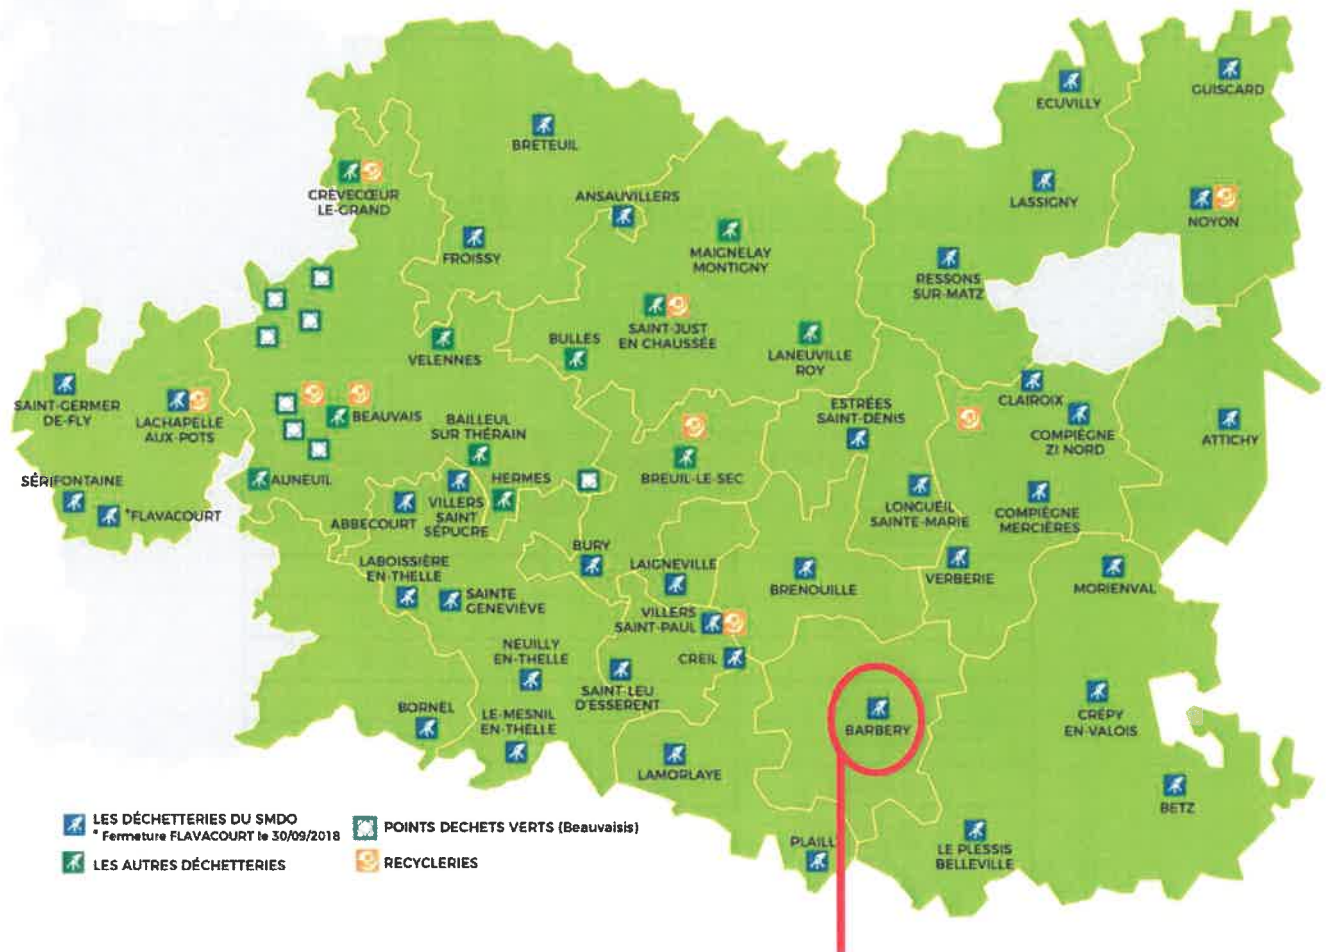 GUISCARD
ECUVILLY
BRETEUIL
CRÈVECŒUR
LE-GRAND
ANSAUVILLERS
LASSIGNY
NOYON
FROISSY
MAIGNELAY
MONTIGNY
RESSONS
SUR-MATZ
SAINT-JUST
EN CHAUSSÉE
BULLES
VELENNES
LANEUVILLE
ROY
SAINT-GERMER
DE-FLY
LACHAPELLE
AUX-POTS
BEAUVAIS
BAILLEUL
SUR THÉRAIN
ESTRÉES
SAINT-DENIS
CLAIROIX
COMPIÈGNE
ZI NORD
ATTICHY
SÉRIFONTAINE
*FLAVACOURT
AUNEUIL
HERMES
BREUIL-LE-SEC
ABBECOURT
VILLERS
SAINT
SÉPUCRE
LONGUEIL
SAINTE-MARIE
COMPIÈGNE
MERCIÈRES
BURY
LABOISSIÈRE
EN-THELLE
LAIGNEVILLE
BRENOUILLE
VERBERIE
MORIENVAL
SAINTE
GENEVIÈVE
VILLERS
SAINT-PAUL
NEUILLY
EN-THELLE
CREIL
SAINT-LEU
D'ESSERENT
BORNEL
LE-MESNIL
EN-THELLE
BARBERY
CRÉPY
EN-VALOIS
LAMORLAYE
BETZ
PLAILLY
LE PLESSIS
BELLEVILLE
LES DÉCHETTERIES DU SMDO
* Fermeture FLAVACOURT le 30/09/2018
POINTS DECHETS VERTS (Beauvaisis)
LES AUTRES DÉCHETTERIES
RECYCLERIES